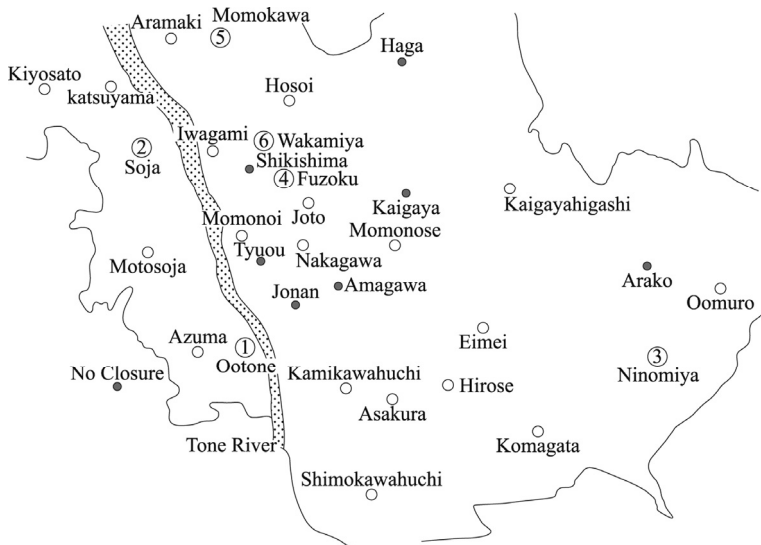 Momokawa
Aramaki
⑤
Haga
Kiyosato
katsuyama
Hosoi
Iwagami
⑥ Wakamiya
②
Soja
Shikishima
④ Fuzoku
Kaigaya
Kaigayahigashi
Joto
Momonoi
Momonose
Tyuou
Nakagawa
Motosoja
Arako
Amagawa
Jonan
Oomuro
Azuma
①
Ootone
Eimei
③
Ninomiya
No Closure
Kamikawahuchi
Hirose
Asakura
Tone River
Komagata
Shimokawahuchi